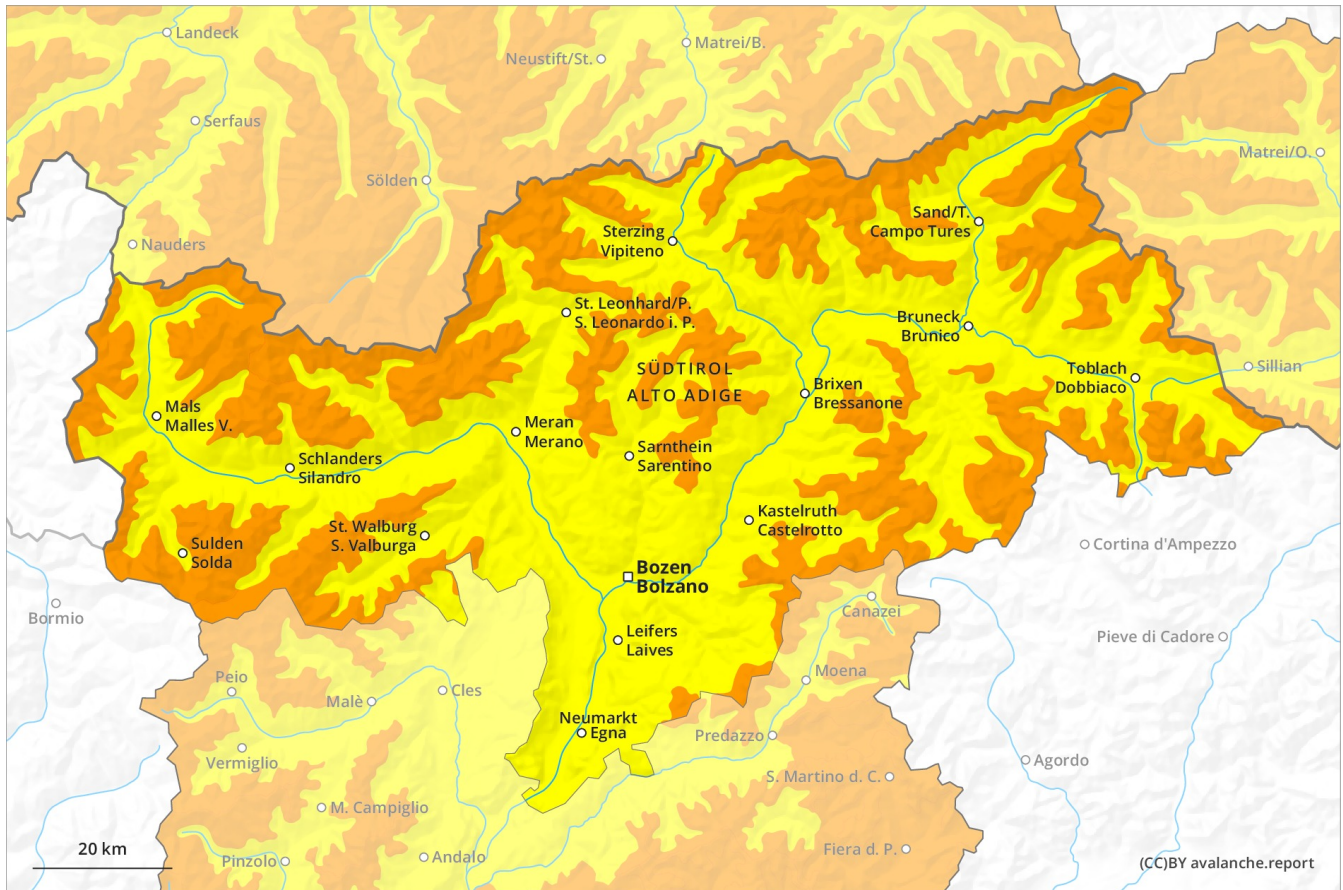 Landeck
Matrei/B.
Neustift/St.
Serfaus
Matrei/O.
Sölden
Sand/T.
Campo Tures
Sterzing
Vipiteno
Nauders
St. Leonhard/P.
S. Leonardo i. P.
Bruneck
Brunico
SÜDTIROL
ALTO ADIGE
Toblach
Dobbiaco
Sillian
Brixen
Bressanone
Mals
Malles V.
Meran
Merano
Sarnthein
Sarentino
Schlanders
Silandro
Kastelruth
Castelrotto
St. Walburg
S. Valburga
Sulden
Solda
Cortina d'Ampezzo
Bozen
Bolzano
Bormio
Canazei
Leifers
Laives
Pieve di Cadore
Peio
Moena
Malè
Cles
Neumarkt
Egna
Predazzo
Vermiglio
Agordo
S. Martino d. C.
M. Campiglio
20 km
Andalo
Fiera d. P.
Pinzolo
(CC)BY avalanche.report